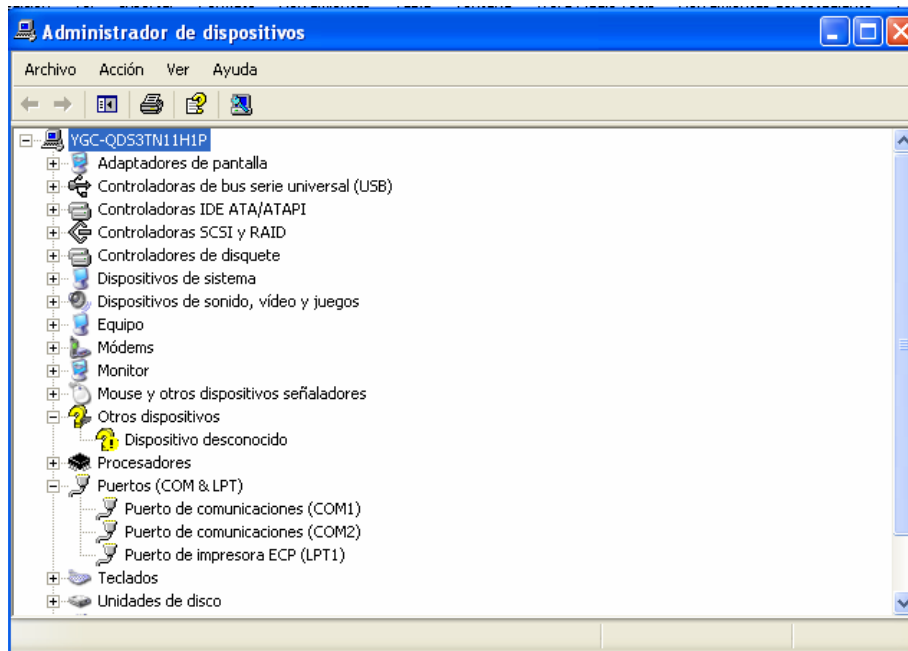 Administrador de dispositivos
Archivo Acción Ver Ayuda
YGC-QDS3TN11H1P
Adaptadores de pantalla
Controladoras de bus serie universal (USB)
Controladoras IDE ATA/ATAPI
Controladoras SCSI y RAID
Controladores de disquete
Dispositivos de sistema
Dispositivos de sonido, vídeo y juegos
Equipo
Módems
Monitor
Mouse y otros dispositivos señaladores
Otros dispositivos
Dispositivo desconocido
Procesadores
Puertos (COM & LPT)
Puerto de comunicaciones (COM1)
Puerto de comunicaciones (COM2)
Puerto de impresora ECP (LPT1)
Teclados
Unidades de disco